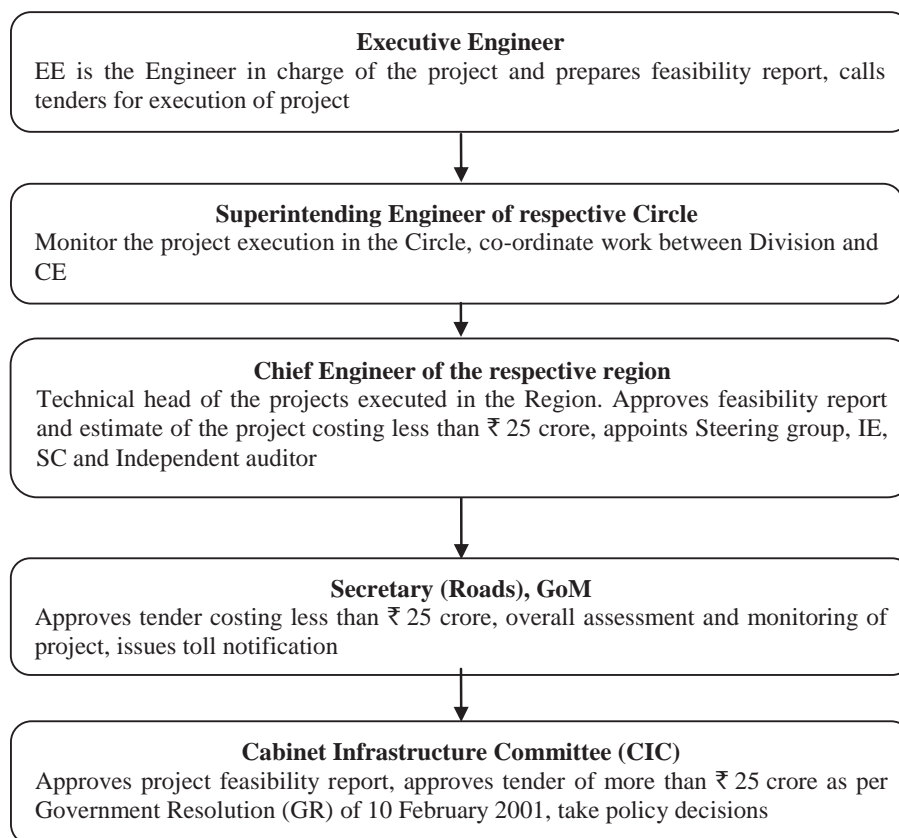 Executive Engineer
EE is the Engineer in charge of the project and prepares feasibility report, calls
tenders for execution of project
Superintending Engineer of respective Circle
Monitor the project execution in the Circle, co-ordinate work between Division and
CE
Chief Engineer of the respective region
Technical head of the projects executed in the Region. Approves feasibility report
and estimate of the project costing less than ₹ 25 crore, appoints Steering group, IE,
SC and Independent auditor
Secretary (Roads), GoM
Approves tender costing less than ₹ 25 crore, overall assessment and monitoring of
project, issues toll notification
Cabinet Infrastructure Committee (CIC)
Approves project feasibility report, approves tender of more than ₹ 25 crore as per
Government Resolution (GR) of 10 February 2001, take policy decisions